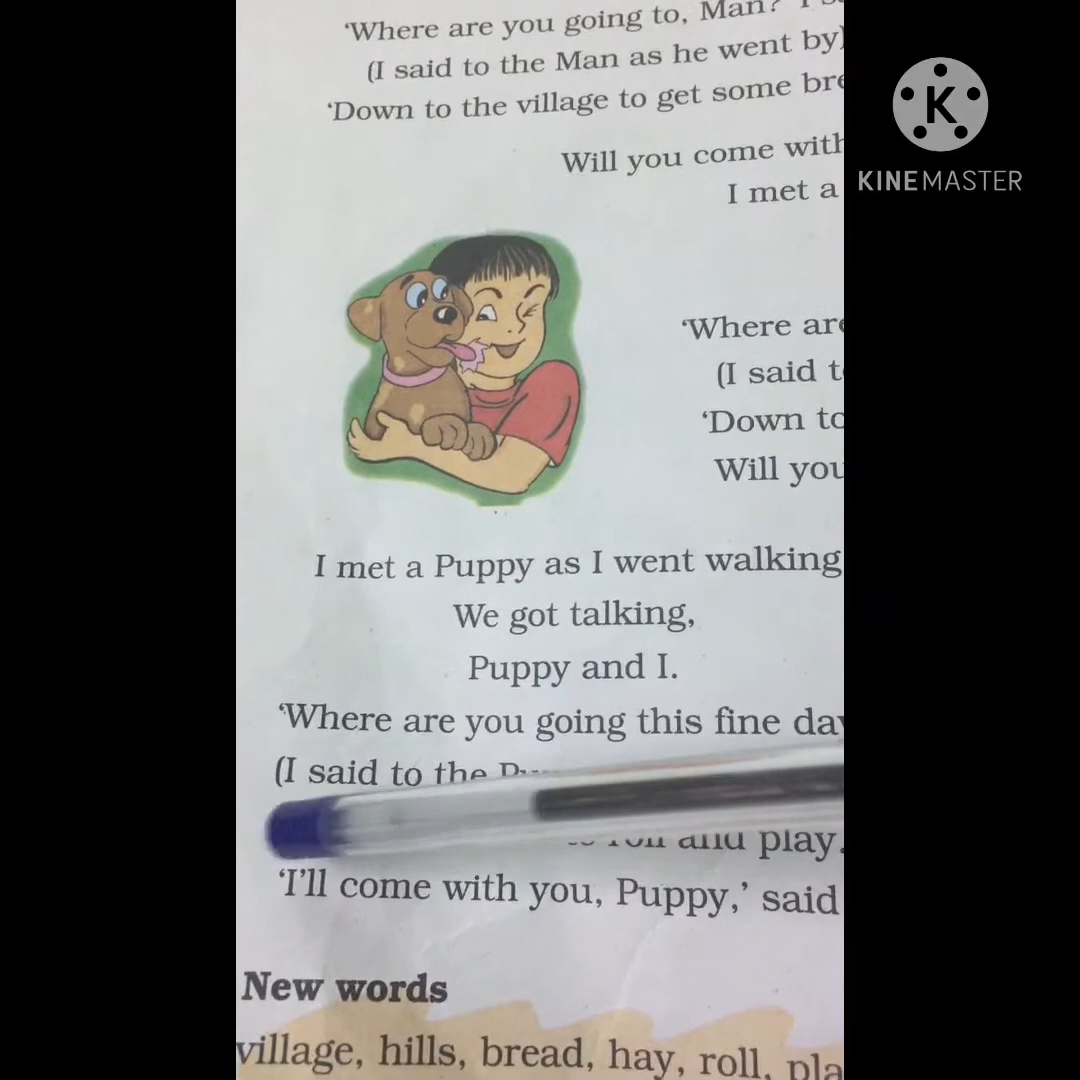 ‘Where are you going to, Man?
(I said to the Man as he went by)
‘Down to the village to get some
Will you come with
I met a
‘Where
(I said
‘Down
Will you
I met a Puppy as I went walking
We got talking,
Puppy and I.
‘Where are you going this fine
(I said to the
roll and play.
‘I’ll come with you, Puppy,’ said
New words
village, hills, bread, hay, roll,
K
KINEMASTER